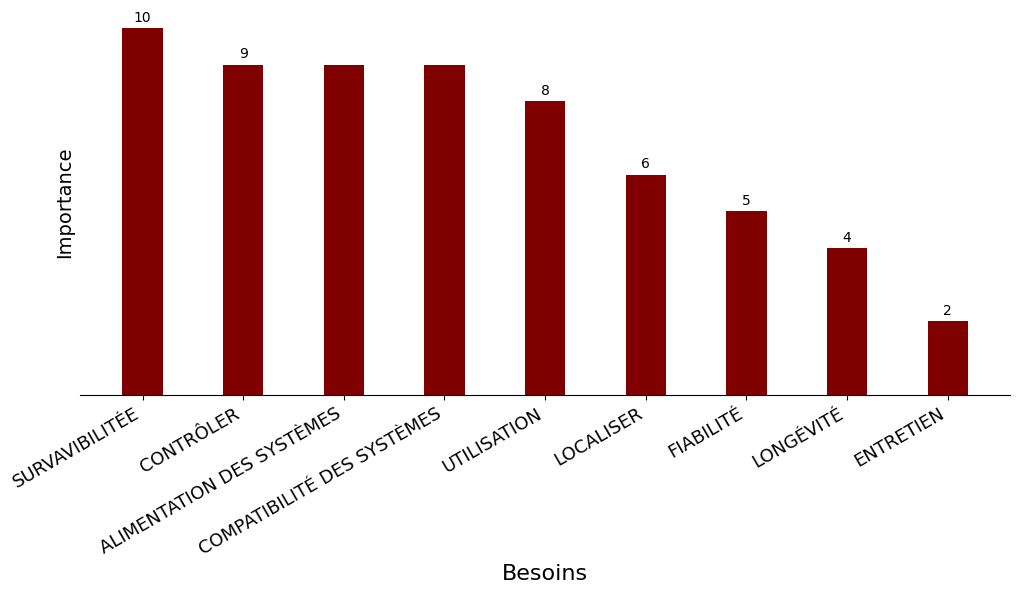 10
9
8
6
5
4
2
Importance
SURVAVIBILITÉE
CONTRÔLER
ALIMENTATION DES SYSTÈMES
COMPATIBILITÉ DES SYSTÈMES
UTILISATION
LOCALISER
FIABILITÉ
LONGÉVITÉ
ENTRETIEN
Besoins